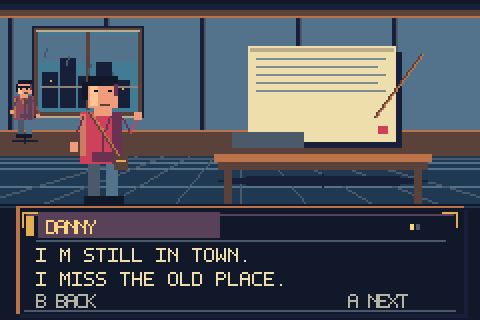 DANNY
I M STILL IN TOWN.
I MISS THE OLD PLACE.
B BACK
A NEXT